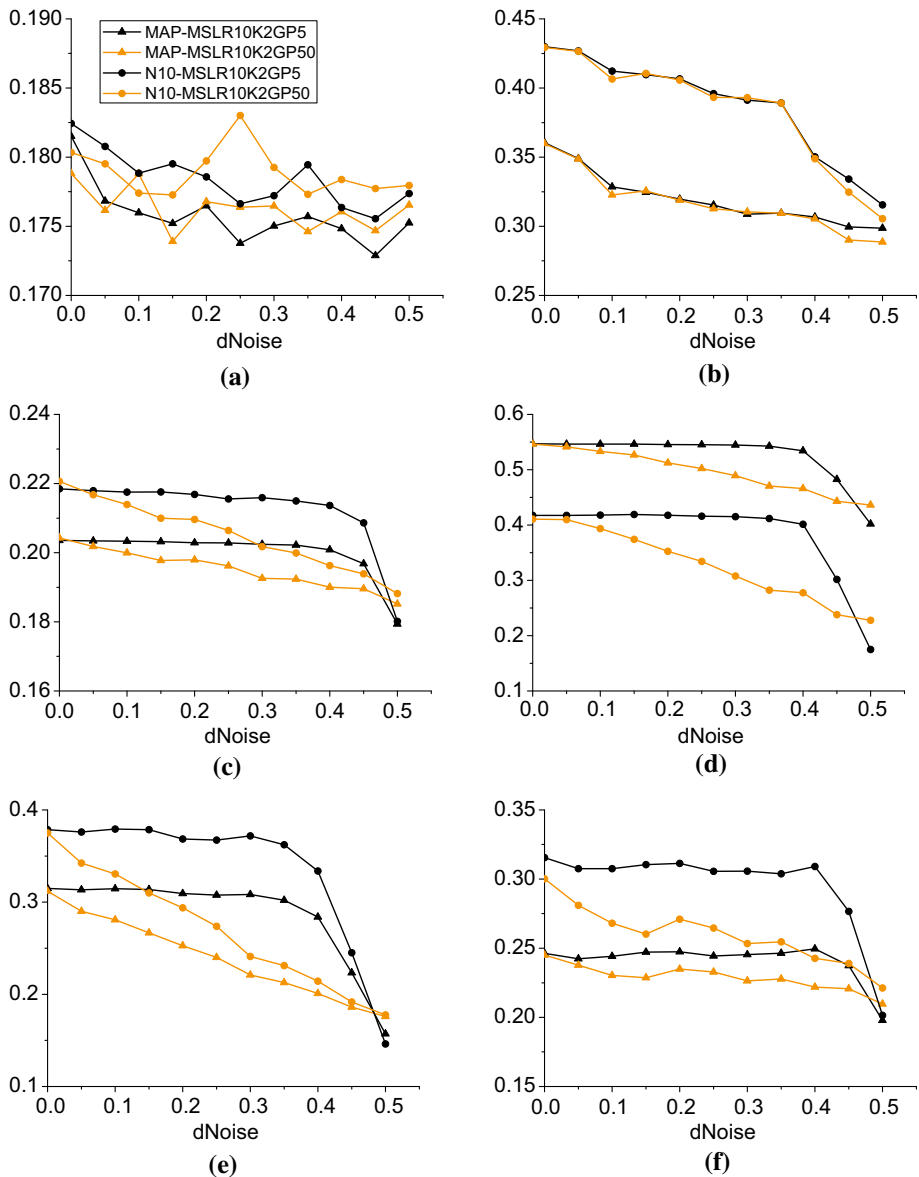 0.190
0.185
0.180
0.175
0.170
MAP-MSLR10K2GP5
MAP-MSLR10K2GP50
N10-MSLR10K2GP5
N10-MSLR10K2GP50
0.0 0.1 0.2 0.3 0.4 0.5
dNoise
(a)
0.45
0.40
0.35
0.30
0.25
0.0 0.1 0.2 0.3 0.4 0.5
dNoise
(b)
0.24
0.22
0.20
0.18
0.16
0.0 0.1 0.2 0.3 0.4 0.5
dNoise
(c)
0.6
0.5
0.4
0.3
0.2
0.1
0.0 0.1 0.2 0.3 0.4 0.5
dNoise
(d)
0.4
0.3
0.2
0.1
0.0 0.1 0.2 0.3 0.4 0.5
dNoise
(e)
0.35
0.30
0.25
0.20
0.15
0.0 0.1 0.2 0.3 0.4 0.5
dNoise
(f)